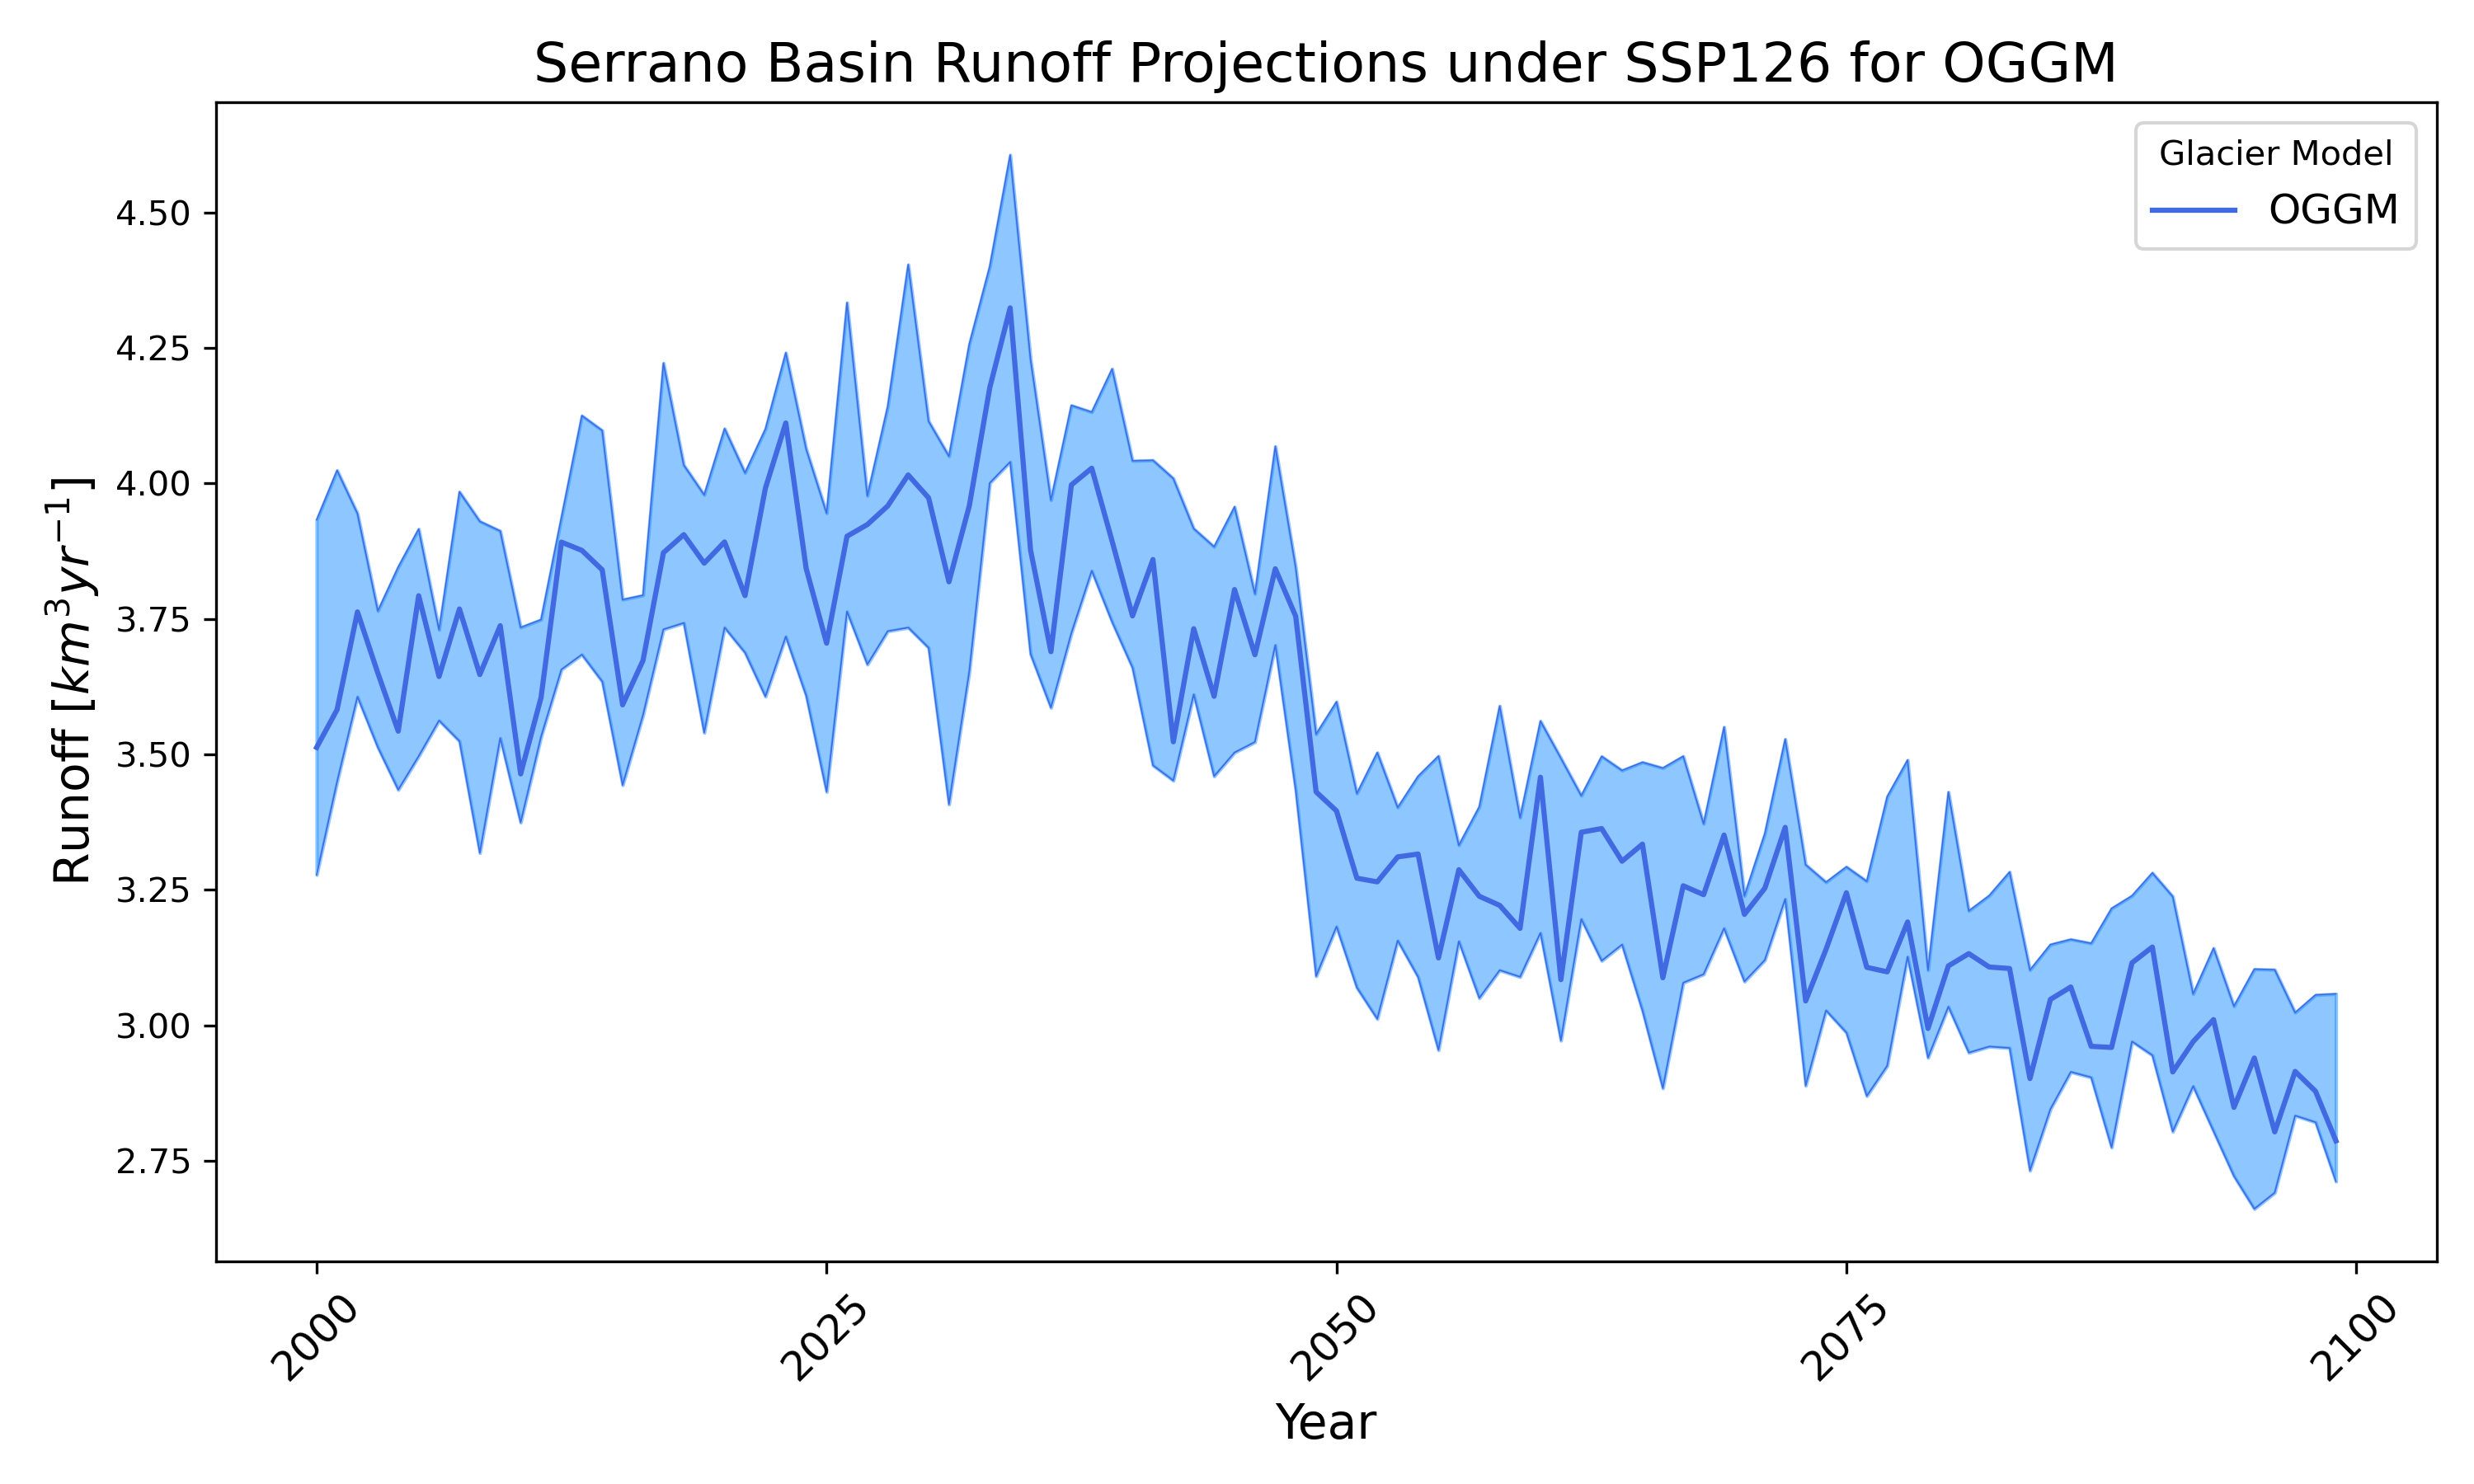 Serrano Basin Runoff Projections under SSP126 for OGGM
Glacier Model
OGGM
4.50
4.25
4.00
3.75
3.50
3.25
3.00
2.75
Runoff [km³yr⁻¹]
2000
2025
2050
2075
2100
Year